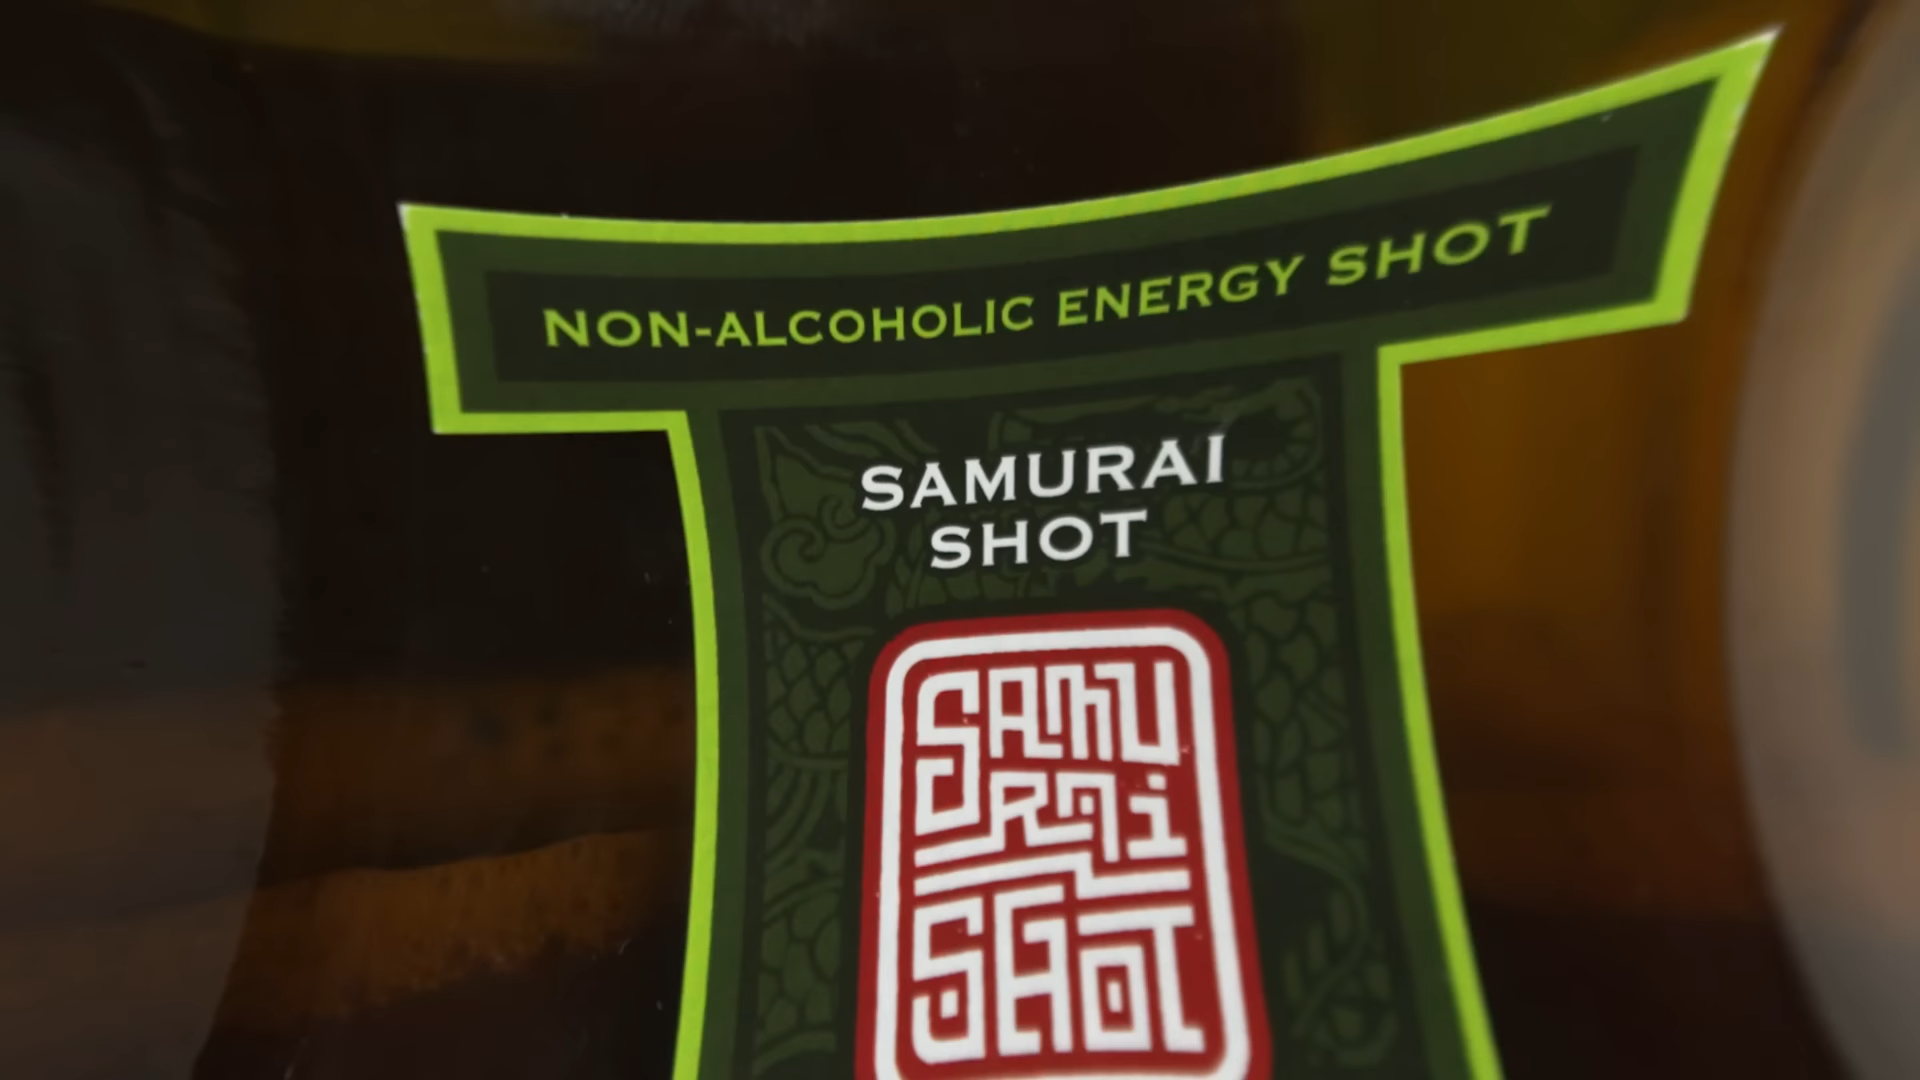 NON-ALCOHOLIC ENERGY SHOT
SAMURAI
SHOT
SAMU
RAi
SHOT